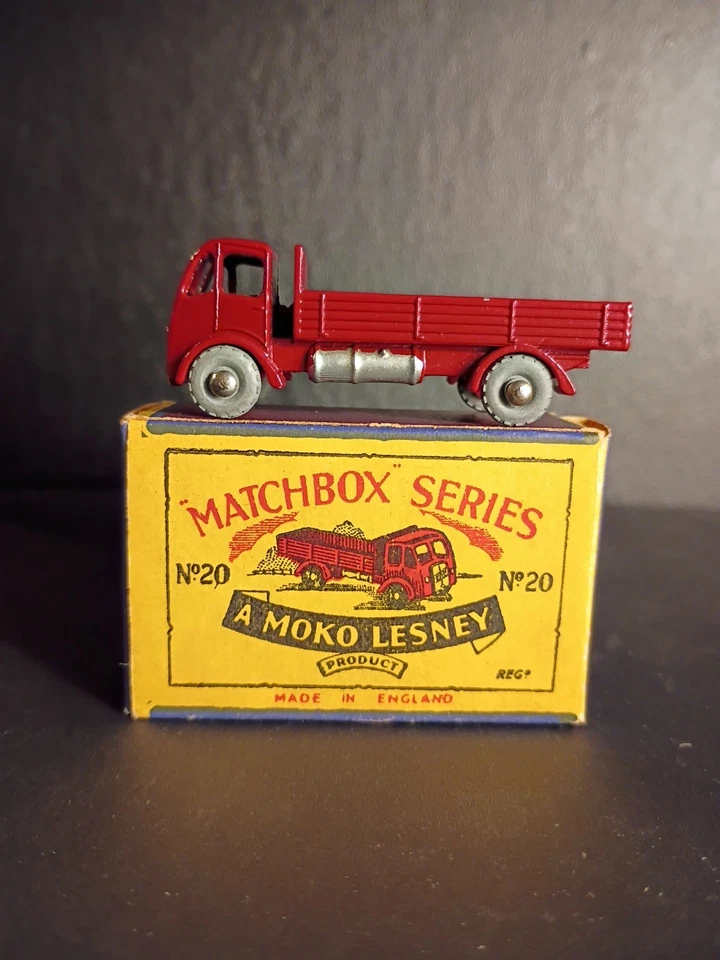 "MATCHBOX" SERIES
Nº20 Nº20
A MOKO LESNEY
PRODUCT
REGD
MADE IN ENGLAND